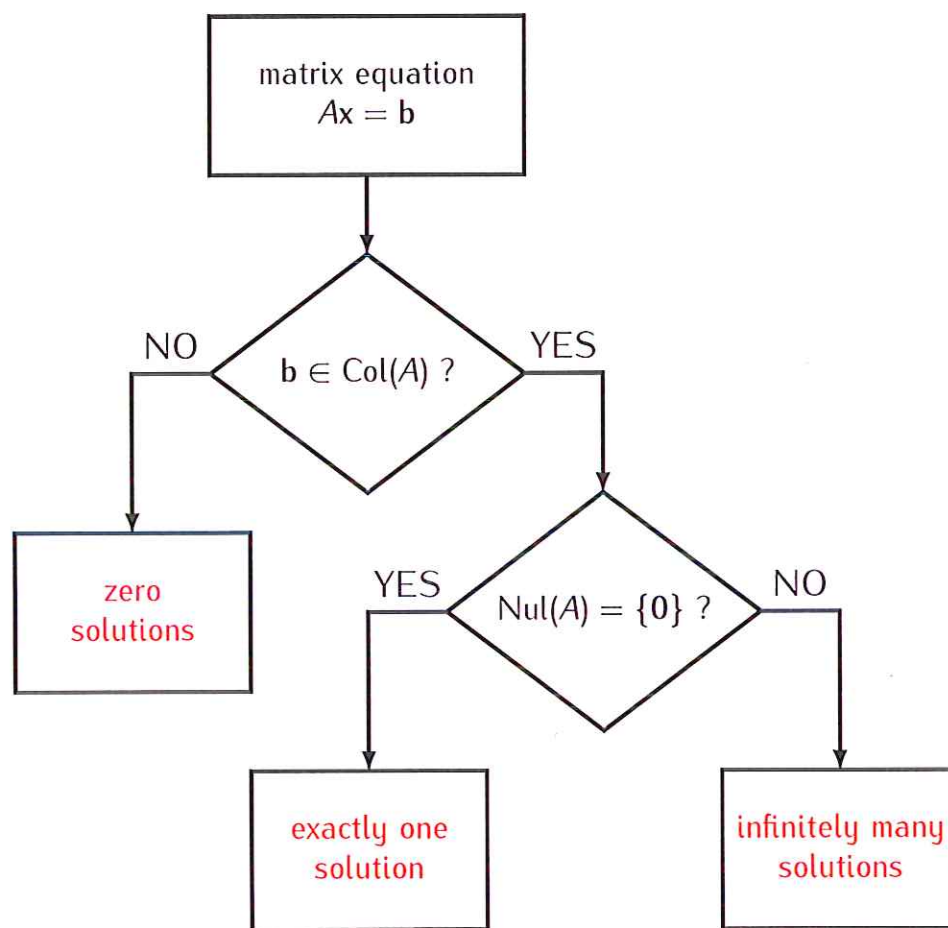 matrix equation
Ax = b
NO
YES
b ∈ Col(A) ?
zero
solutions
YES
NO
Nul(A) = {0} ?
exactly one
solution
infinitely many
solutions